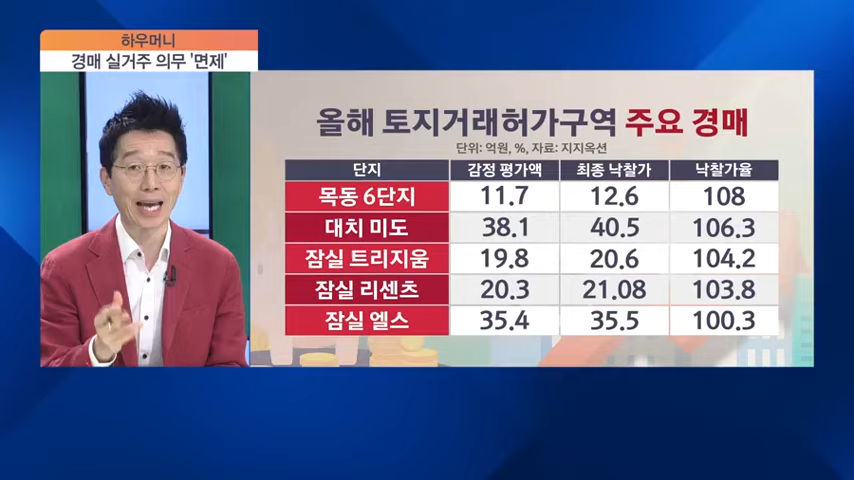 하우머니
경매 실거주 의무 '면제'
올해 토지거래허가구역 주요 경매
단위: 억원, %, 자료: 지지옥션
단지 감정 평가액 최종 낙찰가 낙찰가율
목동 6단지 11.7 12.6 108
대치 미도 38.1 40.5 106.3
잠실 트리지움 19.8 20.6 104.2
잠실 리센츠 20.3 21.08 103.8
잠실 엘스 35.4 35.5 100.3